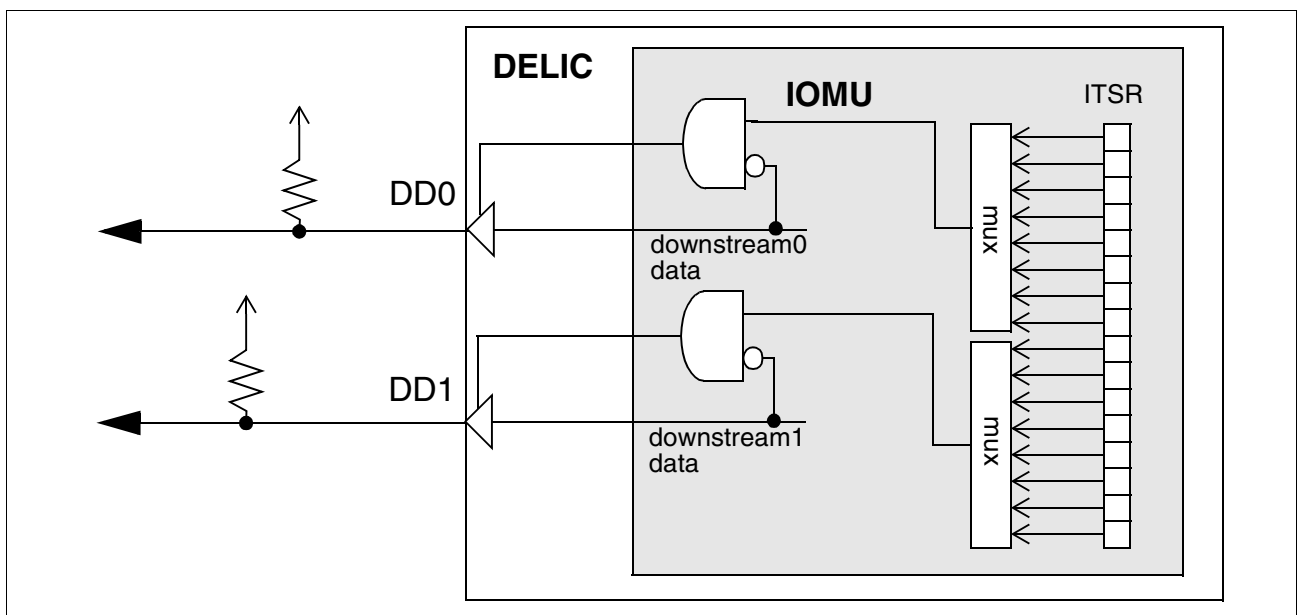 DELIC
IOMU
ITSR
DD0
mux
downstream0
data
DD1
mux
downstream1
data